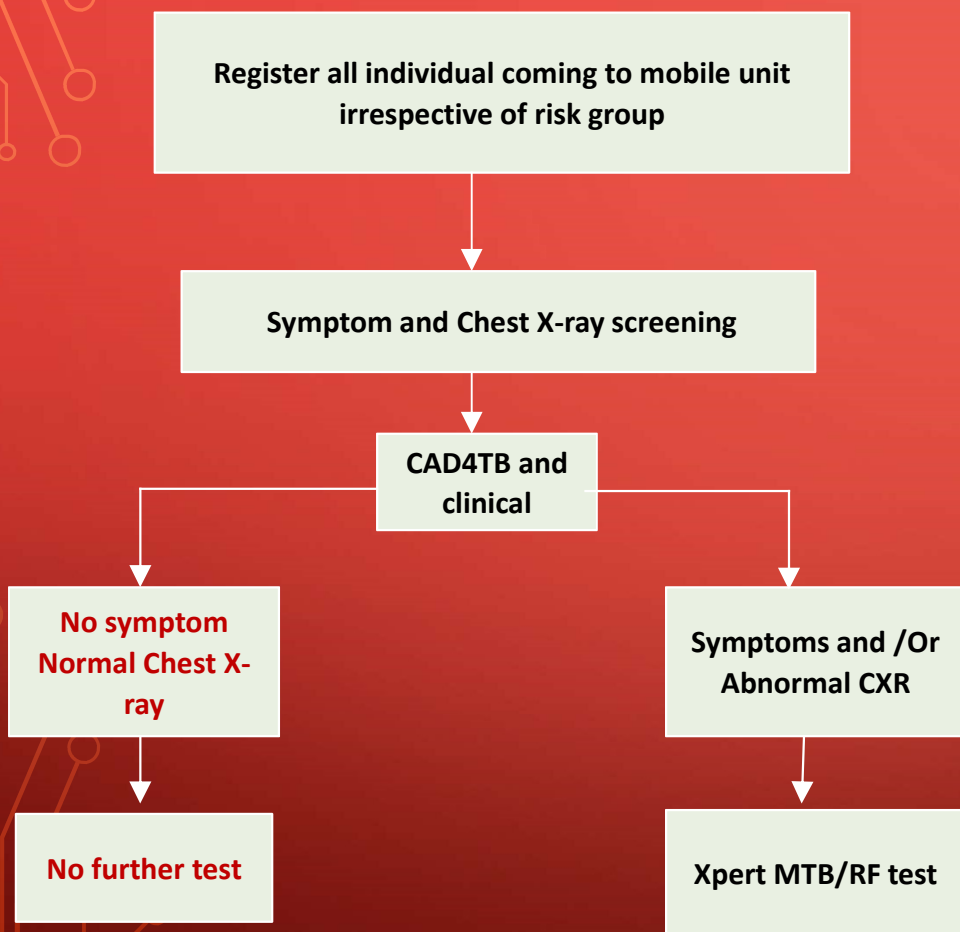 Register all individual coming to mobile unit
irrespective of risk group
Symptom and Chest X-ray screening
CAD4TB and
clinical
No symptom
Normal Chest X-
ray
Symptoms and /Or
Abnormal CXR
No further test
Xpert MTB/RF test